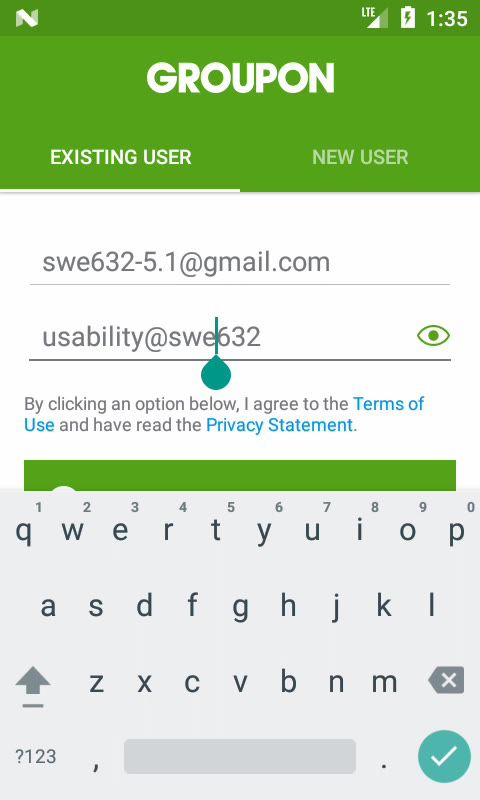 LTE 1:35
GROUPON
EXISTING USER NEW USER
swe632-5.1@gmail.com
usability@swe632
By clicking an option below, I agree to the Terms of
Use and have read the Privacy Statement.
1 2 3 4 5 6 7 8 9 0
q w e r t y u i o p
a s d f g h j k l
z x c v b n m
?123 , .